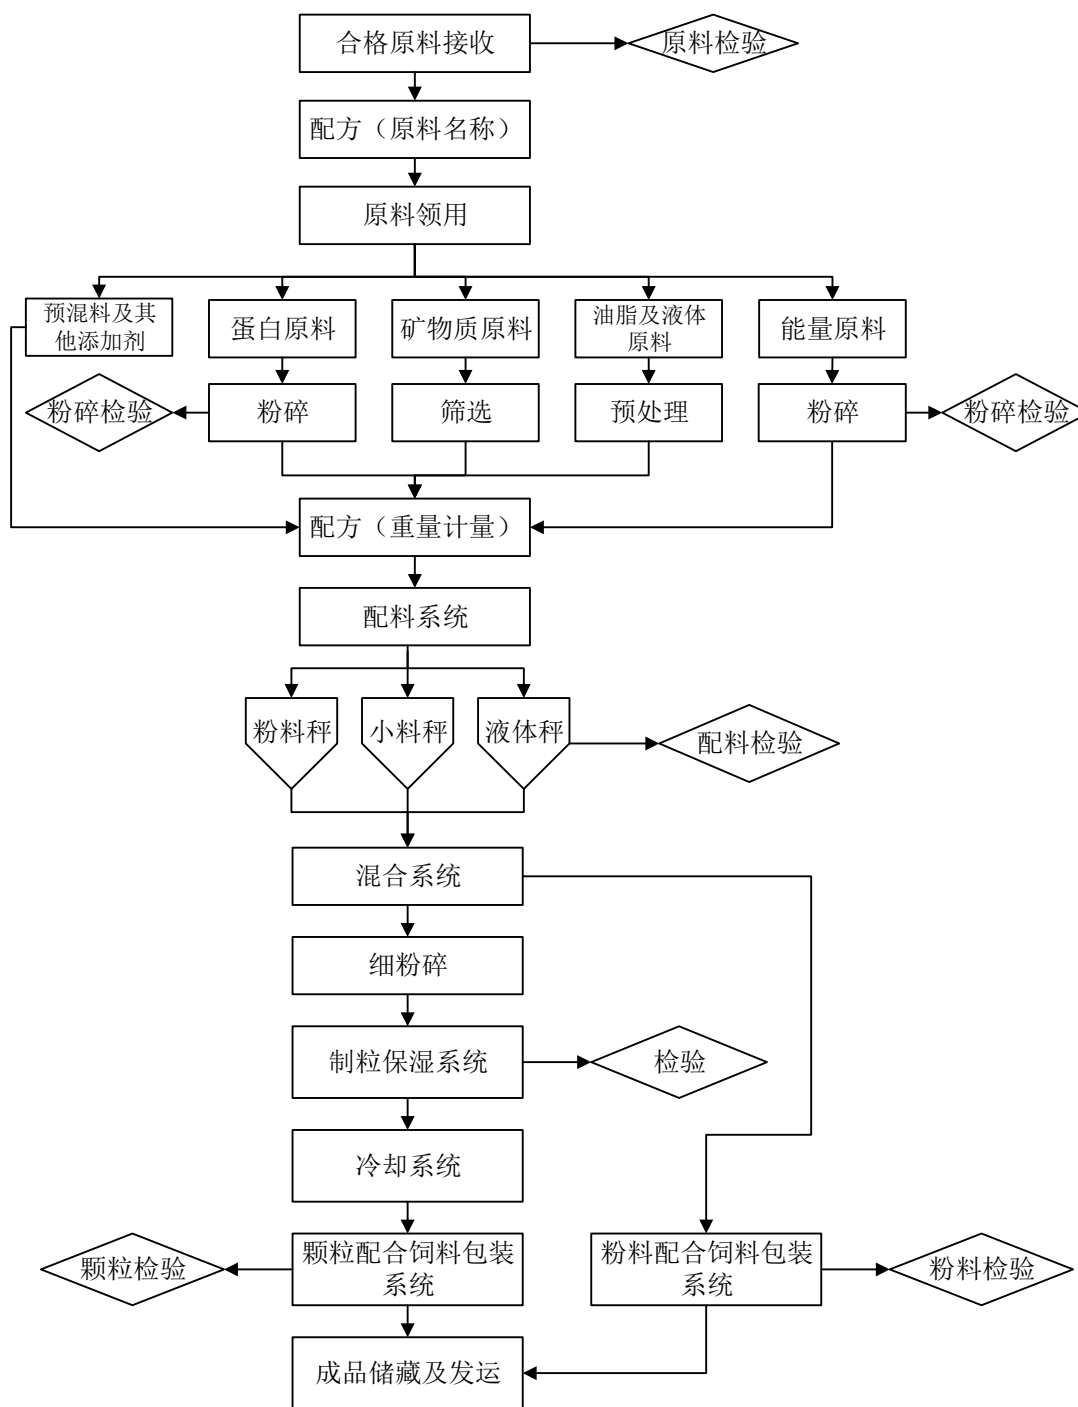 合格原料接收
原料检验
配方（原料名称）
原料领用
预混料及其
他添加剂
蛋白原料
矿物质原料
油脂及液体
原料
能量原料
粉碎检验
粉碎
筛选
预处理
粉碎
粉碎检验
配方（重量计量）
配料系统
粉料秤
小料秤
液体秤
配料检验
混合系统
细粉碎
制粒保湿系统
检验
冷却系统
颗粒检验
颗粒配合饲料包装
系统
粉料配合饲料包装
系统
粉料检验
成品储藏及发运